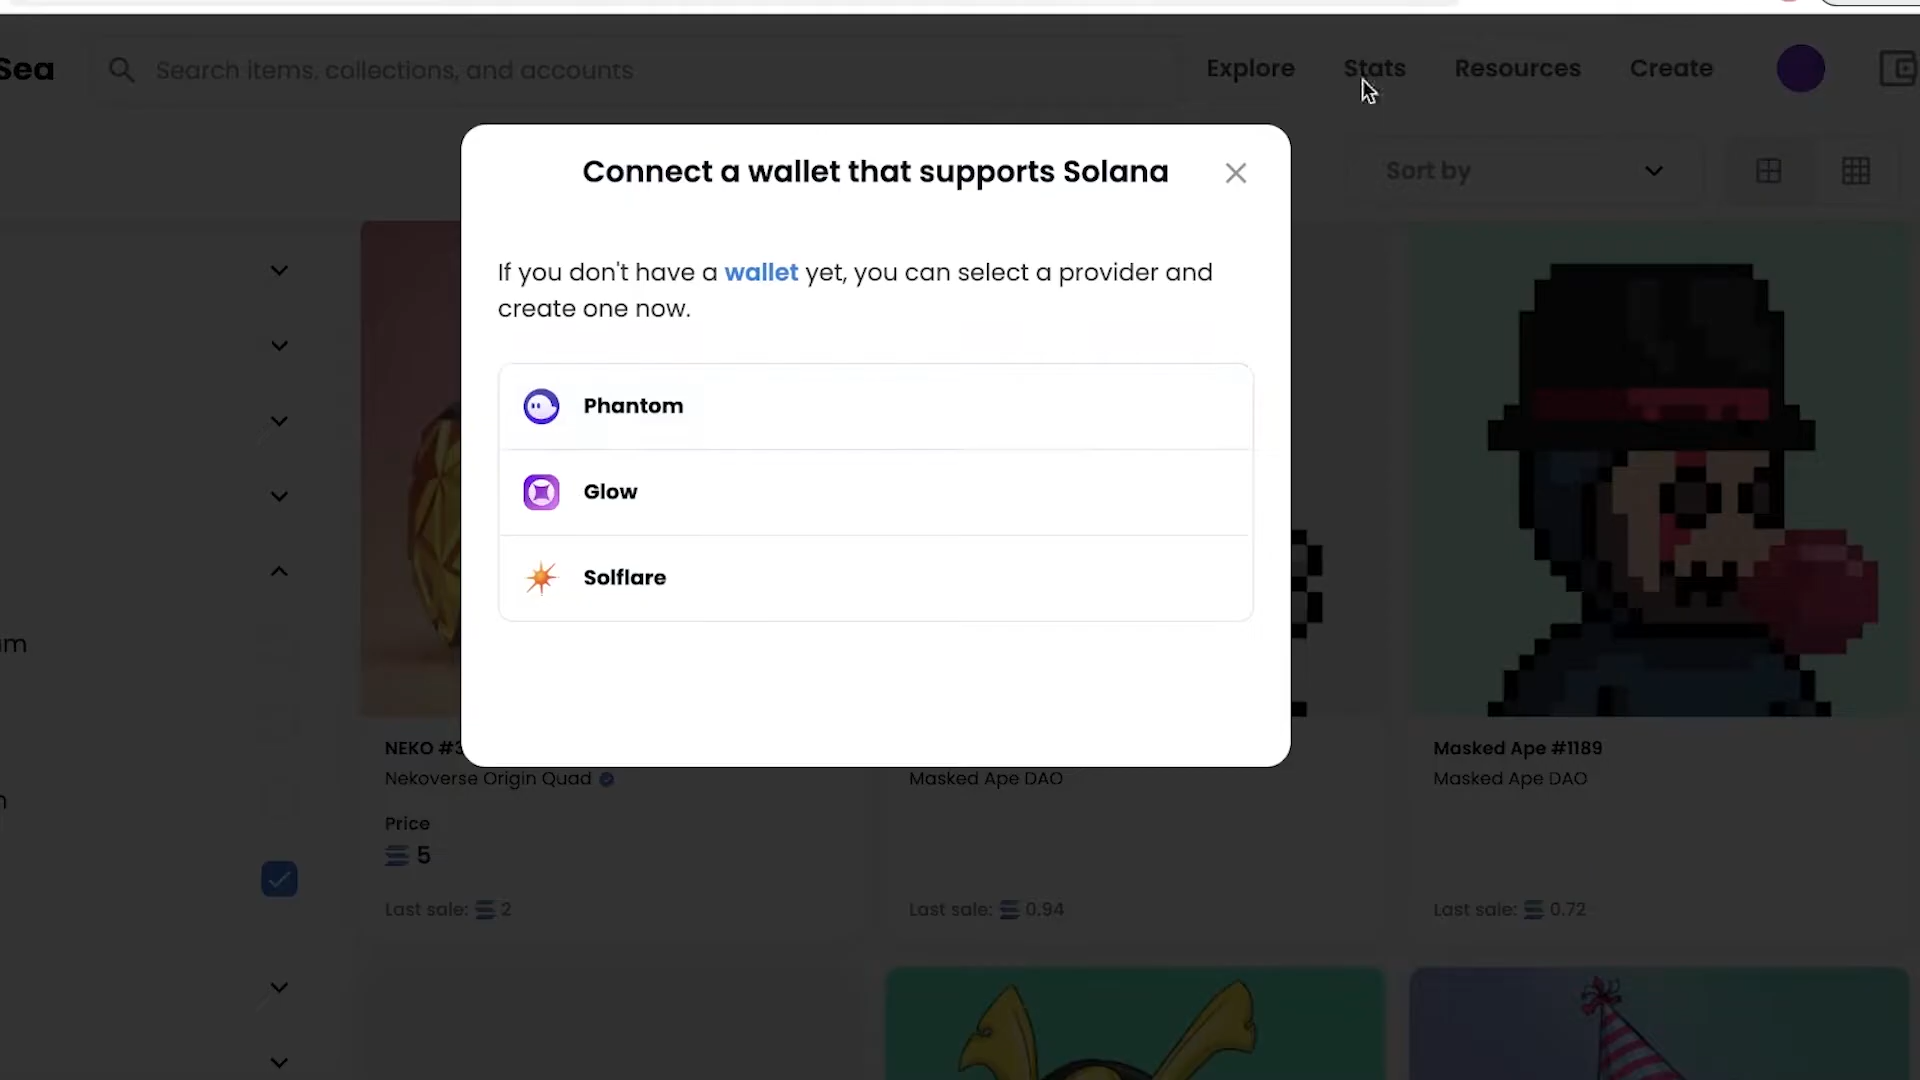 Sea
Search items, collections, and accounts
Explore
Stats
Resources
Create
Connect a wallet that supports Solana
Sort by
If you don't have a wallet yet, you can select a provider and
create one now.
Phantom
Glow
Solflare
NEKO #
Nekoverse Origin Quad
Price
5
Last sale: 2
Masked Ape DAO
Last sale: 0.94
Masked Ape #1189
Masked Ape DAO
Last sale: 0.72